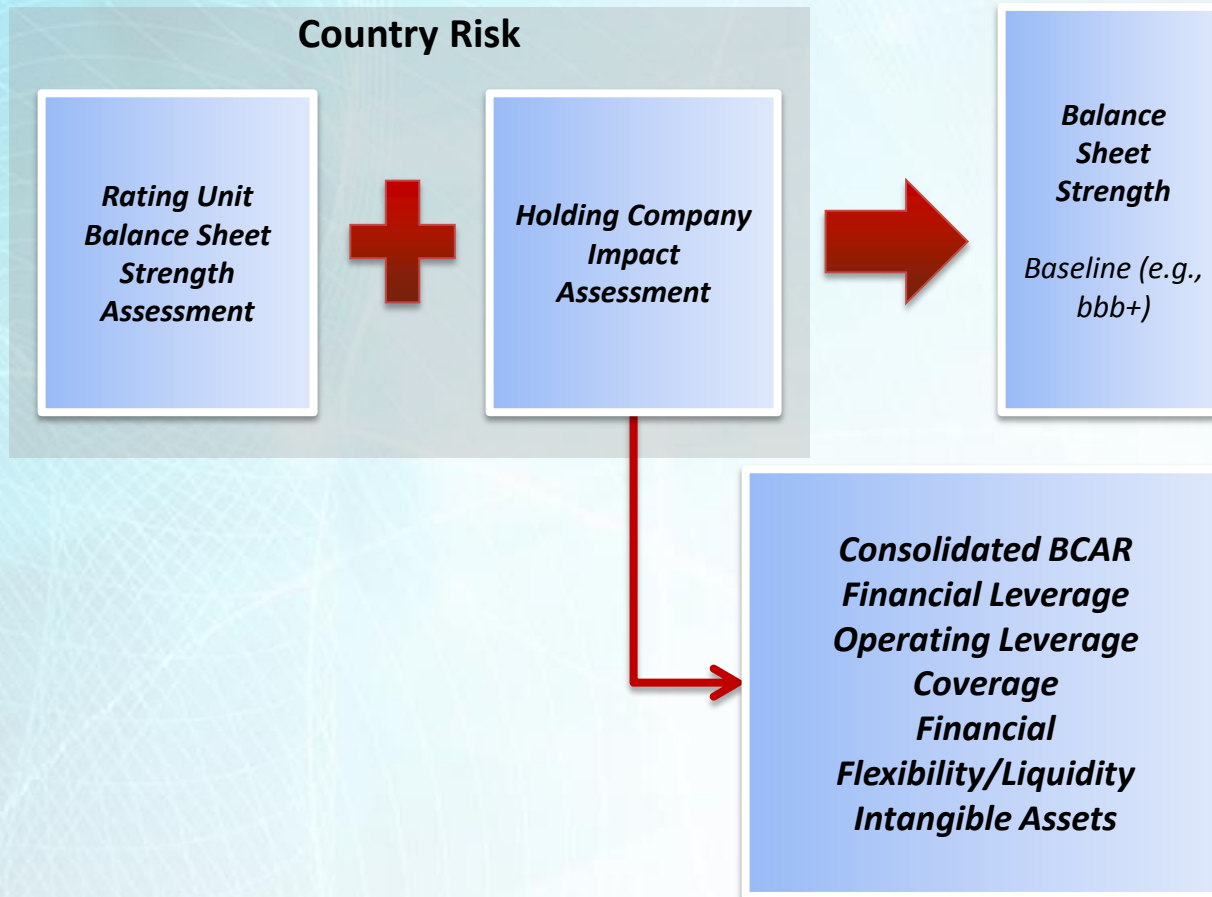 Country Risk
Rating Unit
Balance Sheet
Strength
Assessment
Holding Company
Impact
Assessment
Balance
Sheet
Strength
Baseline (e.g.,
bbb+)
Consolidated BCAR
Financial Leverage
Operating Leverage
Coverage
Financial
Flexibility/Liquidity
Intangible Assets